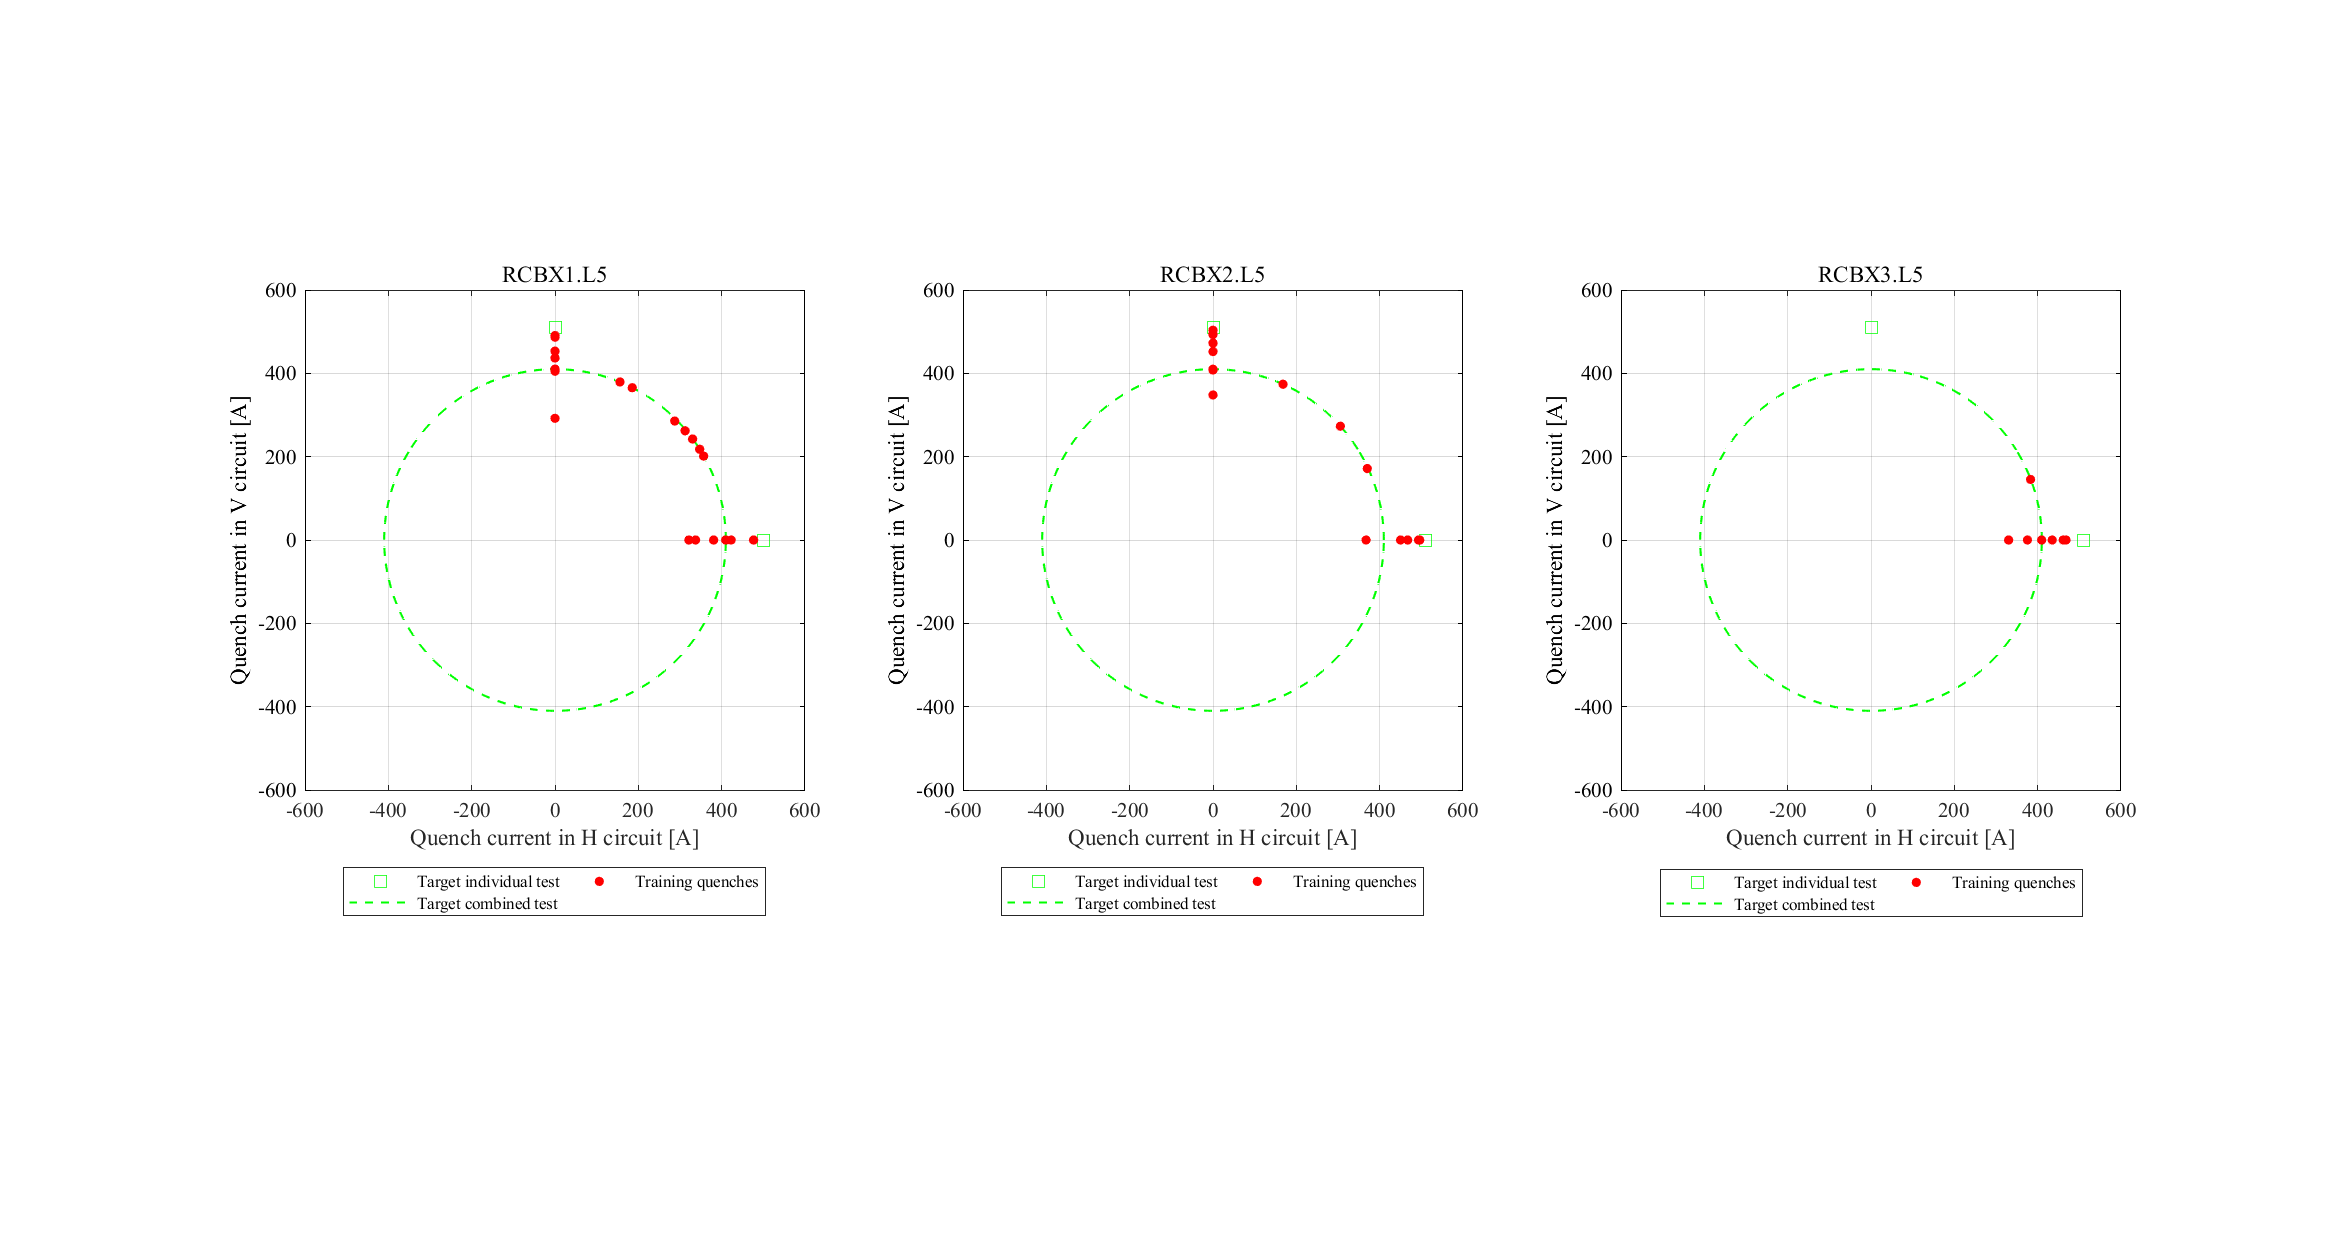 RCBX1.L5
600
400
200
0
-200
-400
-600
-600 -400 -200 0 200 400 600
Quench current in V circuit [A]
Quench current in H circuit [A]
Target individual test Training quenches
Target combined test
RCBX2.L5
600
400
200
0
-200
-400
-600
-600 -400 -200 0 200 400 600
Quench current in V circuit [A]
Quench current in H circuit [A]
Target individual test Training quenches
Target combined test
RCBX3.L5
600
400
200
0
-200
-400
-600
-600 -400 -200 0 200 400 600
Quench current in V circuit [A]
Quench current in H circuit [A]
Target individual test Training quenches
Target combined test